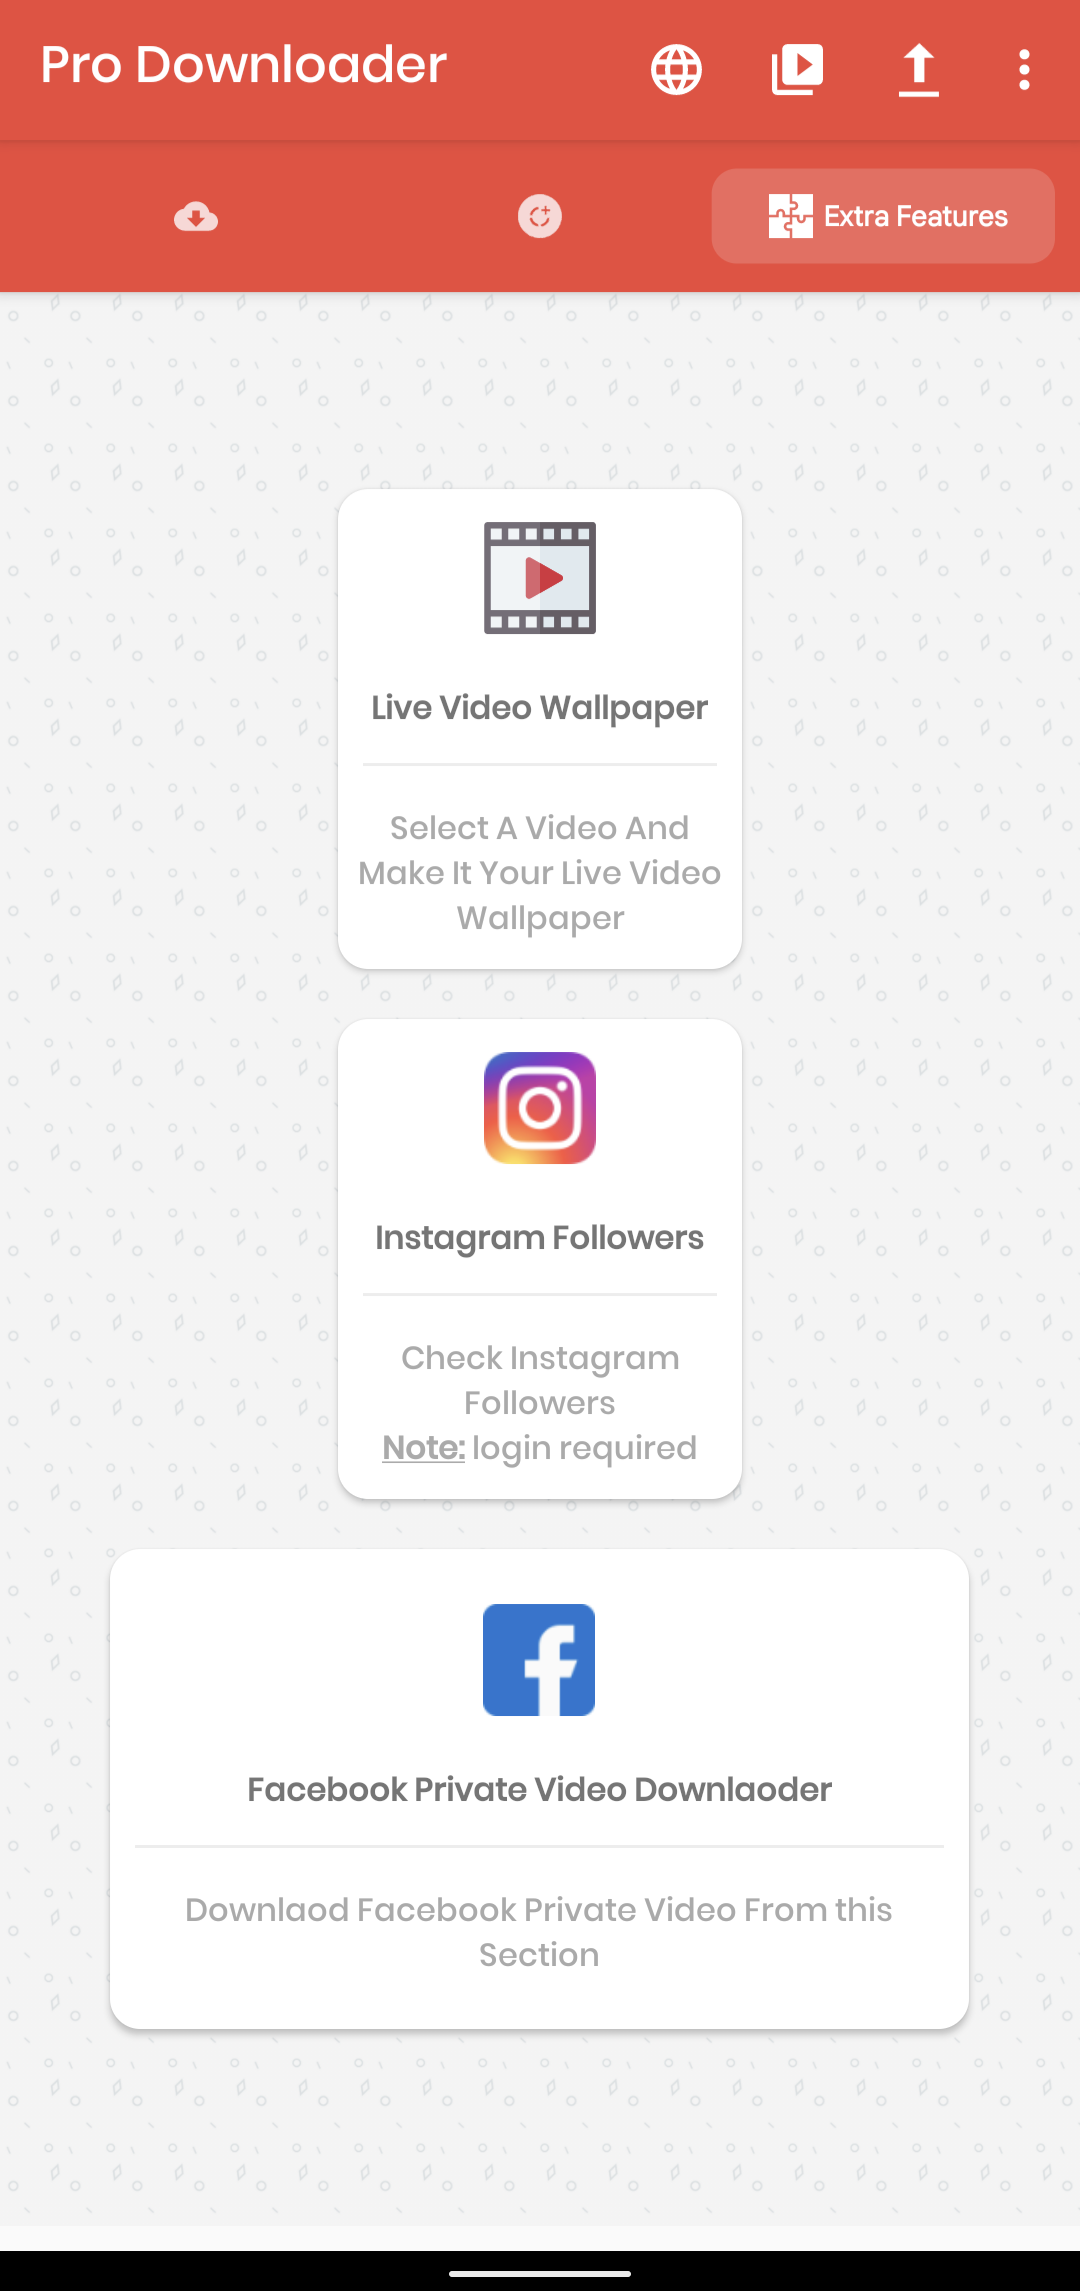 Pro Downloader
Extra Features
Live Video Wallpaper
Select A Video And
Make It Your Live Video
Wallpaper
Instagram Followers
Check Instagram
Followers
Note: login required
Facebook Private Video Downlaoder
Downlaod Facebook Private Video From this
Section